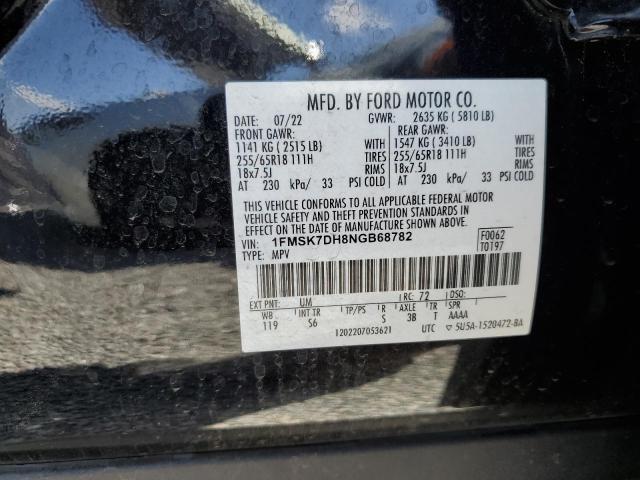 MFD. BY FORD MOTOR CO.
DATE: 07/22 GVWR: 2635 KG ( 5810 LB)
FRONT GAWR: REAR GAWR:
1141 KG ( 2515 LB) WITH 1547 KG ( 3410 LB) WITH
255/65R18 111H TIRES 255/65R18 111H TIRES
18x7.5J RIMS 18x7.5J RIMS
AT 230 kPa/ 33 PSI COLD AT 230 kPa/ 33 PSI COLD
THIS VEHICLE CONFORMS TO ALL APPLICABLE FEDERAL MOTOR
VEHICLE SAFETY AND THEFT PREVENTION STANDARDS IN
EFFECT ON THE DATE OF MANUFACTURE SHOWN ABOVE.
VIN: 1FMSK7DH8NGB68782 F0062
TYPE: MPV T0197
EXT PNT: UM RC: 72 DSO:
WB INT TR TP/PS R AXLE TR SPR
119 S6 S 3B T AAAA
1202207053621 UTC 5U5A-1520472-BA